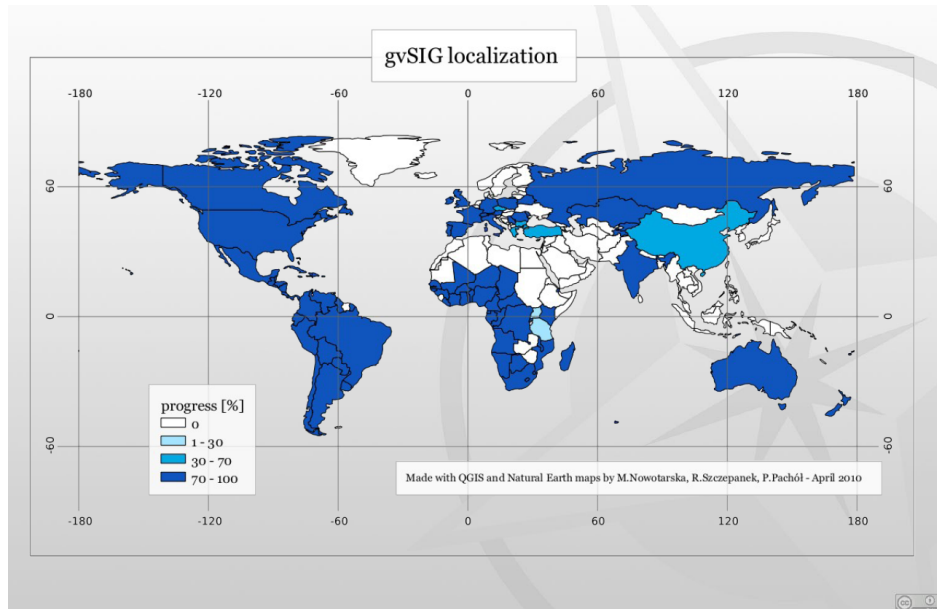 gvSIG localization
-180 -120 -60 0 60 120 180
60 60
0 0
-60 -60
progress [%]
0
1 - 30
30 - 70
70 - 100
Made with QGIS and Natural Earth maps by M.Nowotarska, R.Szczepanek, P.Pachół - April 2010
-180 -120 -60 0 60 120 180
cc